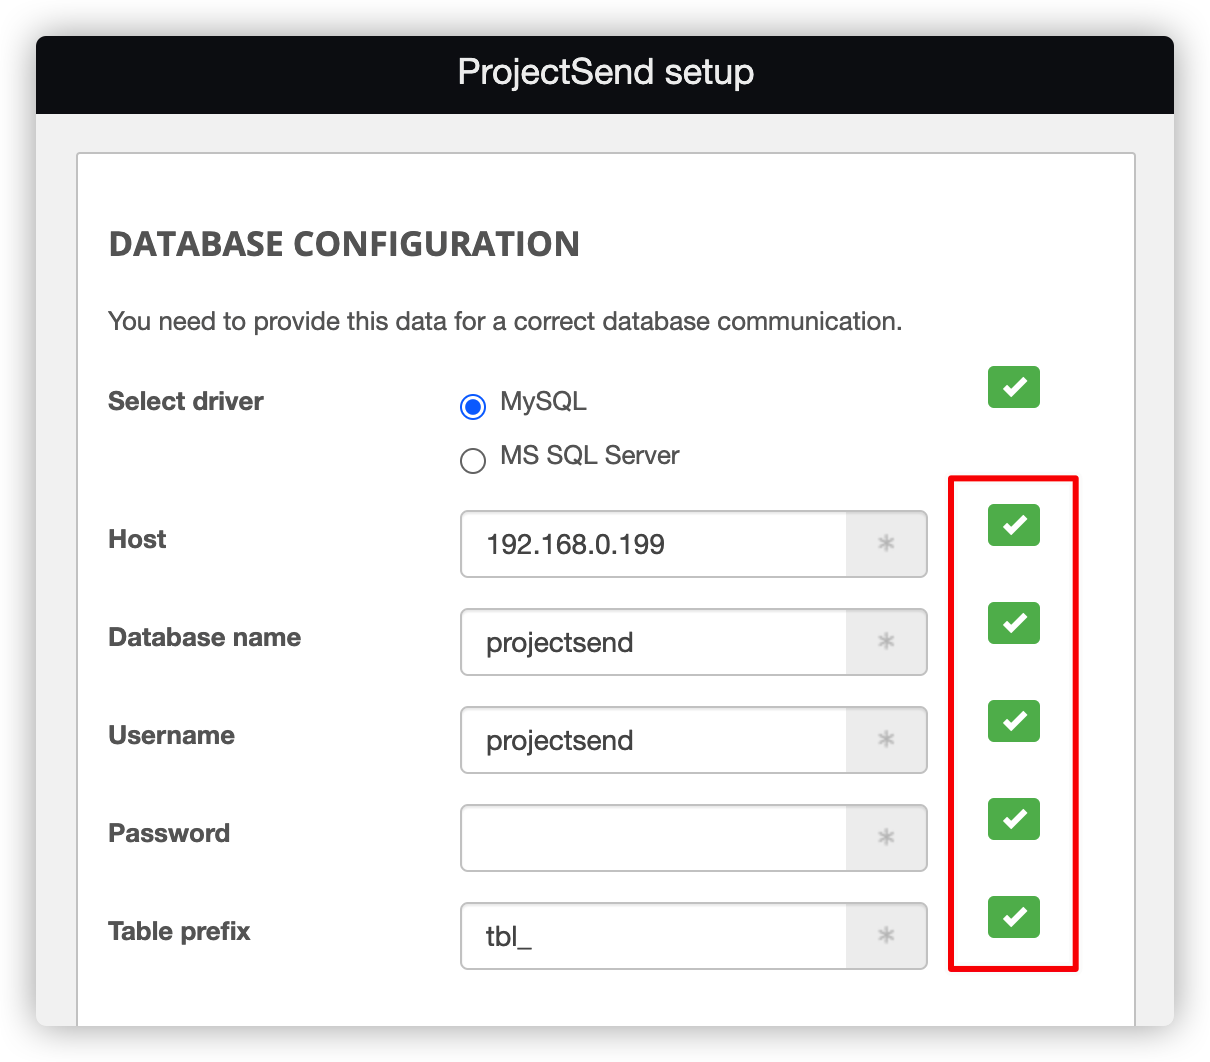 ProjectSend setup
DATABASE CONFIGURATION
You need to provide this data for a correct database communication.
Select driver
MySQL
MS SQL Server
Host
192.168.0.199
*
Database name
projectsend
*
Username
projectsend
*
Password
*
Table prefix
tbl_
*